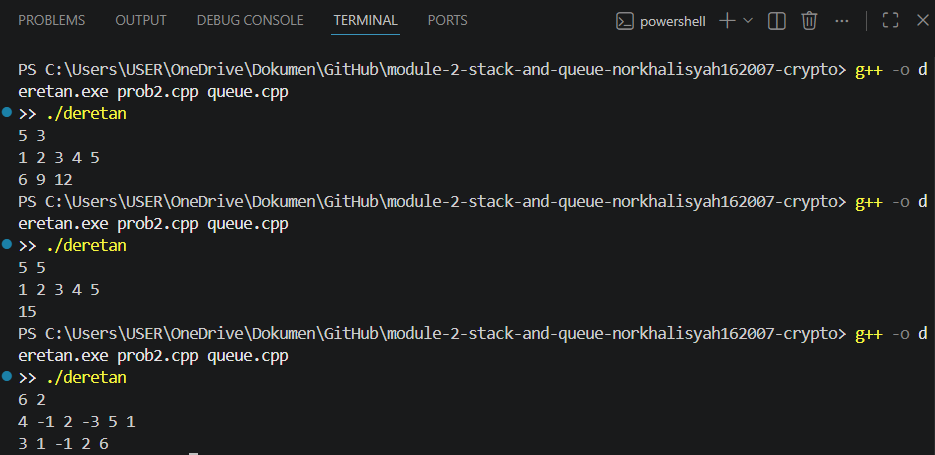 PROBLEMS OUTPUT DEBUG CONSOLE TERMINAL PORTS powershell
PS C:\Users\USER\OneDrive\Dokumen\GitHub\module-2-stack-and-queue-norkhalisyah162007-crypto> g++ -o d
eretan.exe prob2.cpp queue.cpp
>> ./deretan
5 3
1 2 3 4 5
6 9 12
PS C:\Users\USER\OneDrive\Dokumen\GitHub\module-2-stack-and-queue-norkhalisyah162007-crypto> g++ -o d
eretan.exe prob2.cpp queue.cpp
>> ./deretan
5 5
1 2 3 4 5
15
PS C:\Users\USER\OneDrive\Dokumen\GitHub\module-2-stack-and-queue-norkhalisyah162007-crypto> g++ -o d
eretan.exe prob2.cpp queue.cpp
>> ./deretan
6 2
4 -1 2 -3 5 1
3 1 -1 2 6